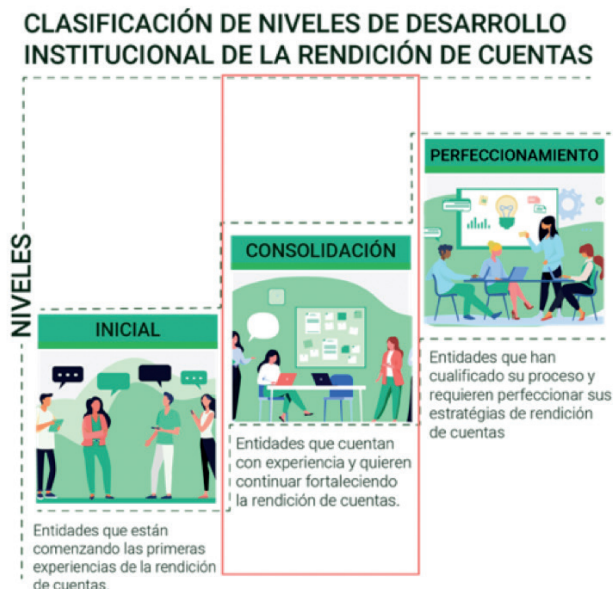 CLASIFICACIÓN DE NIVELES DE DESARROLLO
INSTITUCIONAL DE LA RENDICIÓN DE CUENTAS
NIVELES
INICIAL
Entidades que están
comenzando las primeras
experiencias de la rendición
de cuentas.
CONSOLIDACIÓN
Entidades que cuentan
con experiencia y quieren
continuar fortaleciendo
la rendición de cuentas.
PERFECCIONAMIENTO
Entidades que han
cualificado su proceso y
requieren perfeccionar sus
estratégias de rendición
de cuentas